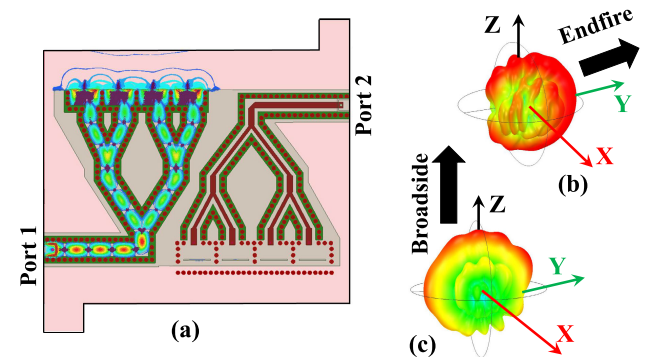 Port 1
Port 2
(a)
Z
Endfire
Y
X
(b)
Broadside
Z
Y
X
(c)